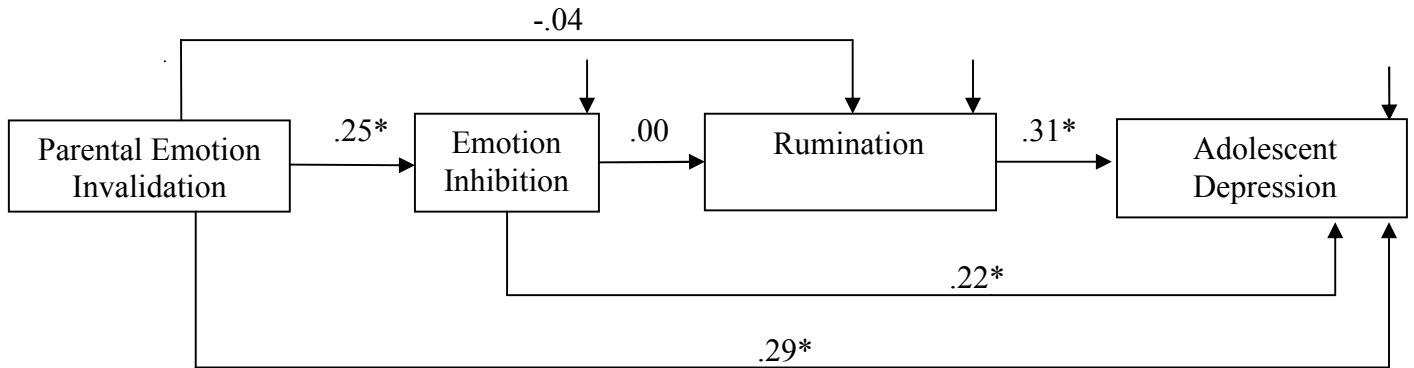 -.04
Parental Emotion
Invalidation
.25*
Emotion
Inhibition
.00
Rumination
.31*
Adolescent
Depression
.22*
.29*